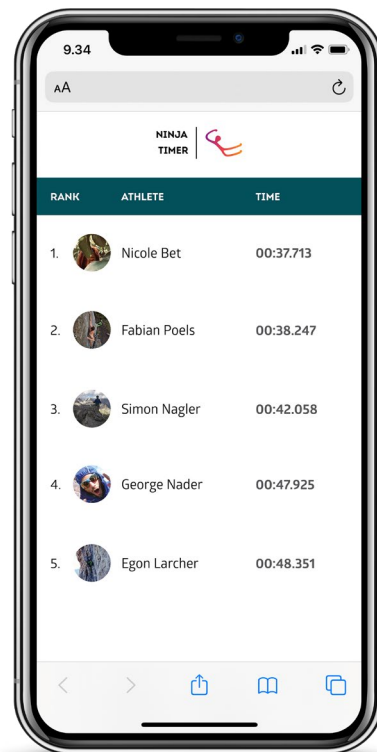 9.34
AA
NINJA
TIMER
RANK ATHLETE TIME
1. Nicole Bet 00:37.713
2. Fabian Poels 00:38.247
3. Simon Nagler 00:42.058
4. George Nader 00:47.925
5. Egon Larcher 00:48.351